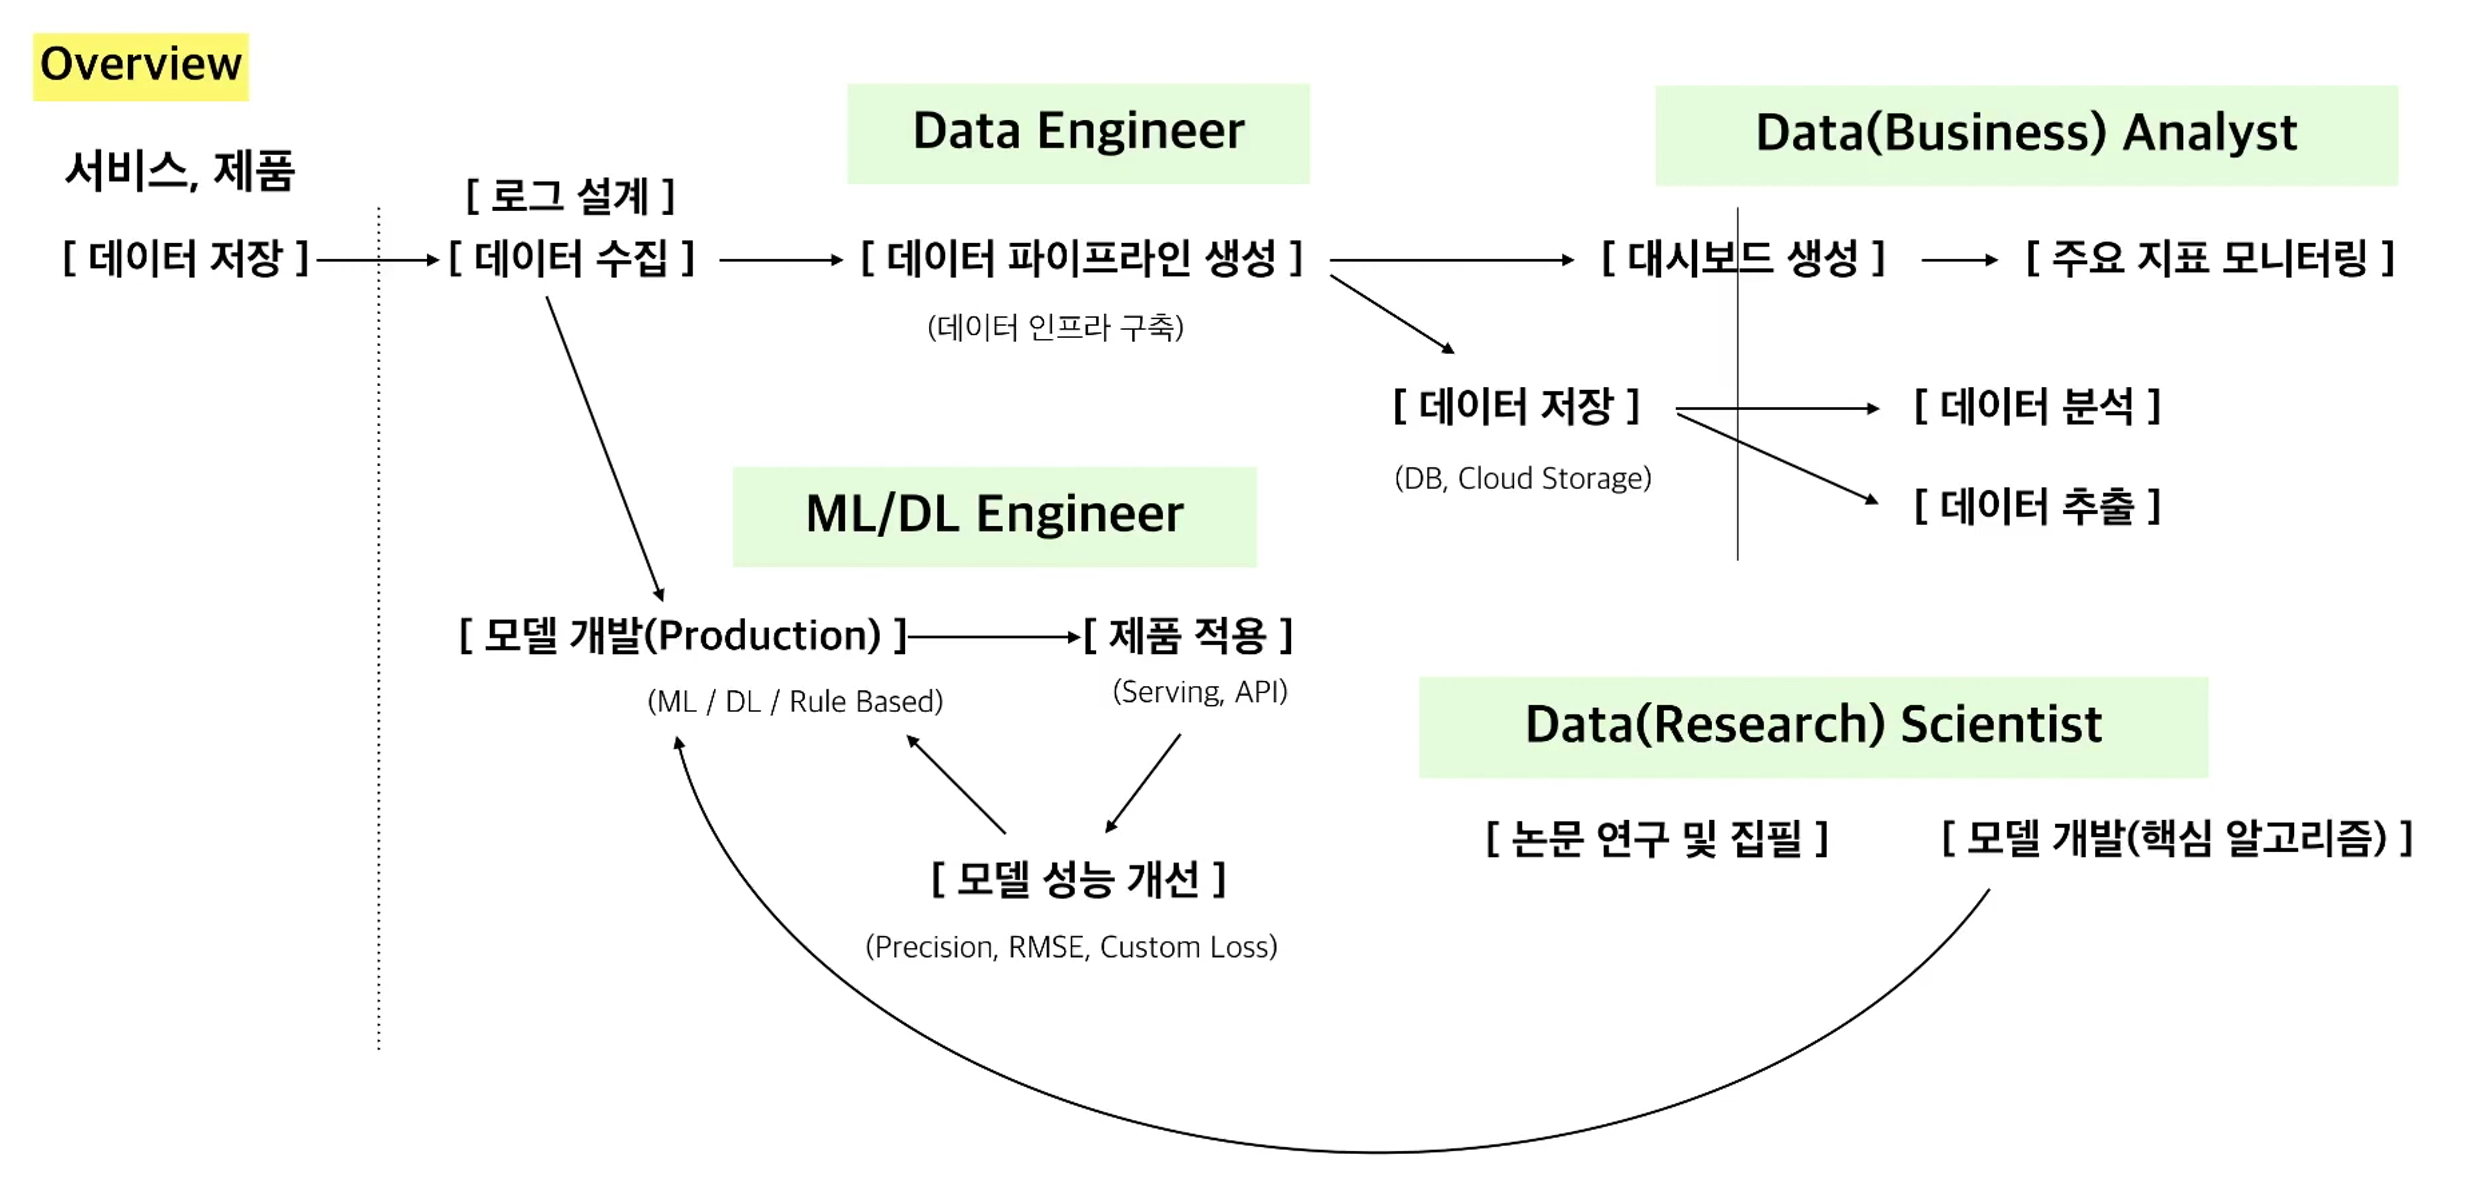 Overview
서비스, 제품
[ 데이터 저장 ]
[ 로그 설계 ]
[ 데이터 수집 ]
Data Engineer
[ 데이터 파이프라인 생성 ]
(데이터 인프라 구축)
Data(Business) Analyst
[ 대시보드 생성 ]
[ 주요 지표 모니터링 ]
[ 데이터 저장 ]
(DB, Cloud Storage)
[ 데이터 분석 ]
[ 데이터 추출 ]
ML/DL Engineer
[ 모델 개발(Production) ]
(ML / DL / Rule Based)
[ 제품 적용 ]
(Serving, API)
[ 모델 성능 개선 ]
(Precision, RMSE, Custom Loss)
Data(Research) Scientist
[ 논문 연구 및 집필 ]
[ 모델 개발(핵심 알고리즘) ]